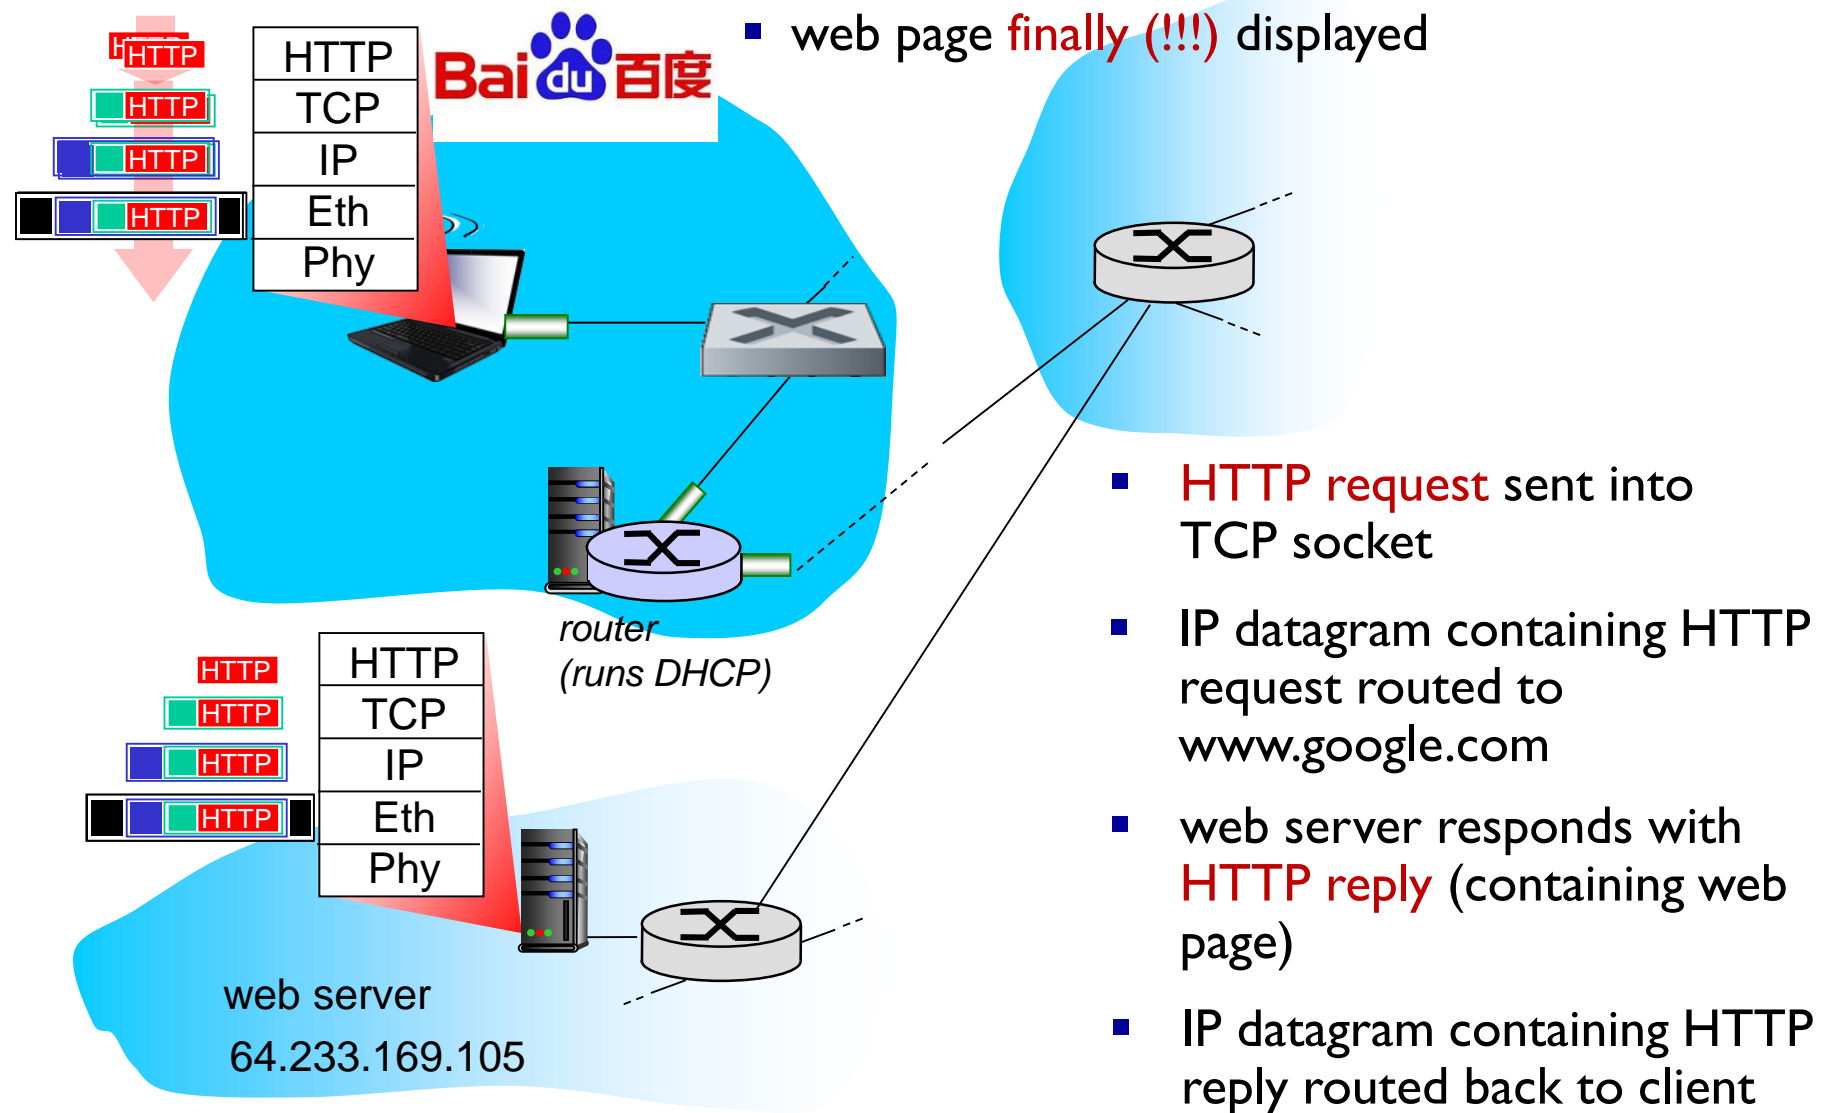 web page finally (!!!) displayed
HTTP
HTTP
HTTP
HTTP
HTTP
HTTP
TCP
IP
Eth
Phy
Bai du 百度
router
(runs DHCP)
HTTP
HTTP
HTTP
HTTP
HTTP
TCP
IP
Eth
Phy
web server
64.233.169.105
HTTP request sent into
TCP socket
IP datagram containing HTTP
request routed to
www.google.com
web server responds with
HTTP reply (containing web
page)
IP datagram containing HTTP
reply routed back to client